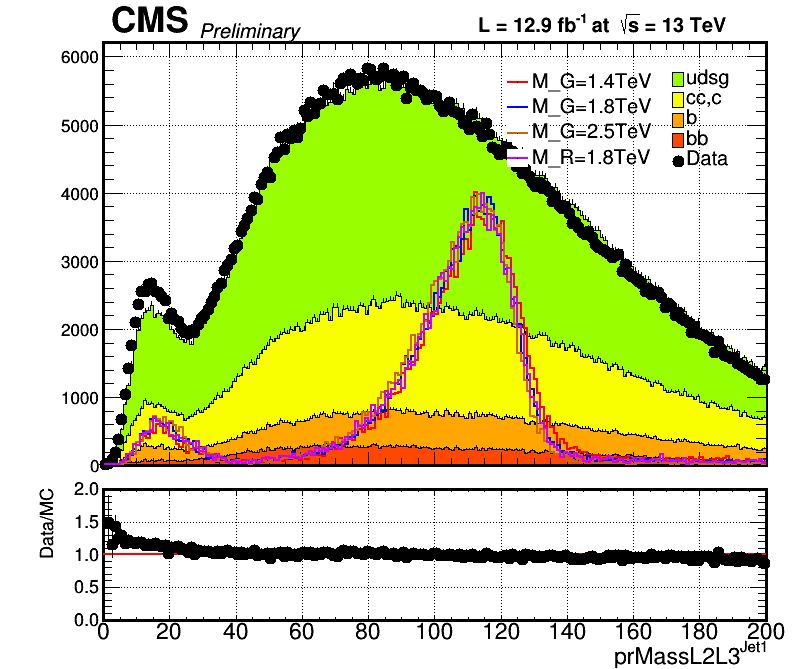 CMS Preliminary L = 12.9 fb⁻¹ at √s = 13 TeV
6000
5000
4000
3000
2000
1000
0
M_G=1.4TeV
M_G=1.8TeV
M_G=2.5TeV
M_R=1.8TeV
udsg
cc,c
b
bb
Data
Data/MC
2.0
1.5
1.0
0.5
0.0
0 20 40 60 80 100 120 140 160 180 200
prMassL2L3^Jet1